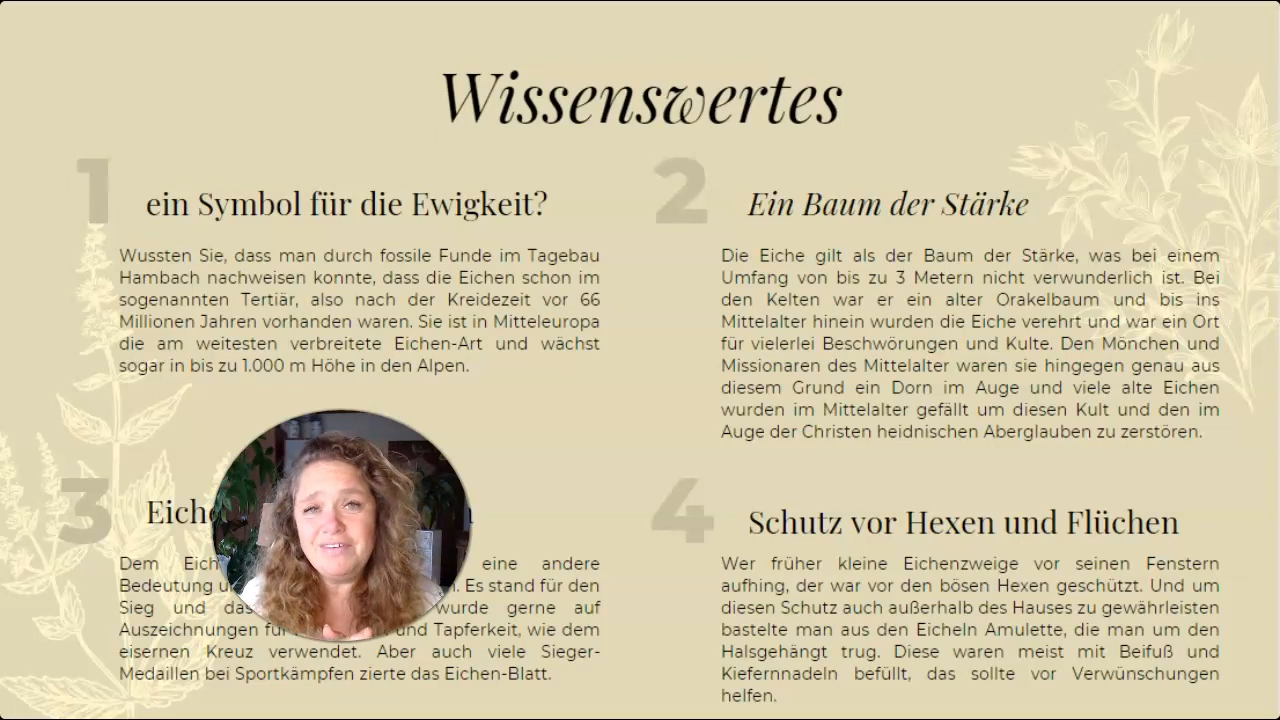 Wissenswertes
1
ein Symbol für die Ewigkeit?
Wussten Sie, dass man durch fossile Funde im Tagebau
Hambach nachweisen konnte, dass die Eichen schon im
sogenannten Tertiär, also nach der Kreidezeit vor 66
Millionen Jahren vorhanden waren. Sie ist in Mitteleuropa
die am weitesten verbreitete Eichen-Art und wächst
sogar in bis zu 1.000 m Höhe in den Alpen.
2
Ein Baum der Stärke
Die Eiche gilt als der Baum der Stärke, was bei einem
Umfang von bis zu 3 Metern nicht verwunderlich ist. Bei
den Kelten war er ein alter Orakelbaum und bis ins
Mittelalter hinein wurden die Eiche verehrt und war ein Ort
für vielerlei Beschwörungen und Kulte. Den Mönchen und
Missionaren des Mittelalter waren sie hingegen genau aus
diesem Grund ein Dorn im Auge und viele alte Eichen
wurden im Mittelalter gefällt um diesen Kult und den im
Auge der Christen heidnischen Aberglauben zu zerstören.
3
Dem eine andere
Bedeutung Es stand für den
Sieg und das wurde gerne auf
Auszeichnungen und Tapferkeit, wie dem
eisernen Kreuz verwendet. Aber auch viele Sieger-
Medaillen bei Sportkämpfen zierte das Eichen-Blatt.
4
Schutz vor Hexen und Flüchen
Wer früher kleine Eichenzweige vor seinen Fenstern
aufhing, der war vor den bösen Hexen geschützt. Und um
diesen Schutz auch außerhalb des Hauses zu gewährleisten
bastelte man aus den Eicheln Amulette, die man um den
Halsgehängt trug. Diese waren meist mit Beifuß und
Kiefernnadeln befüllt, das sollte vor Verwünschungen
helfen.